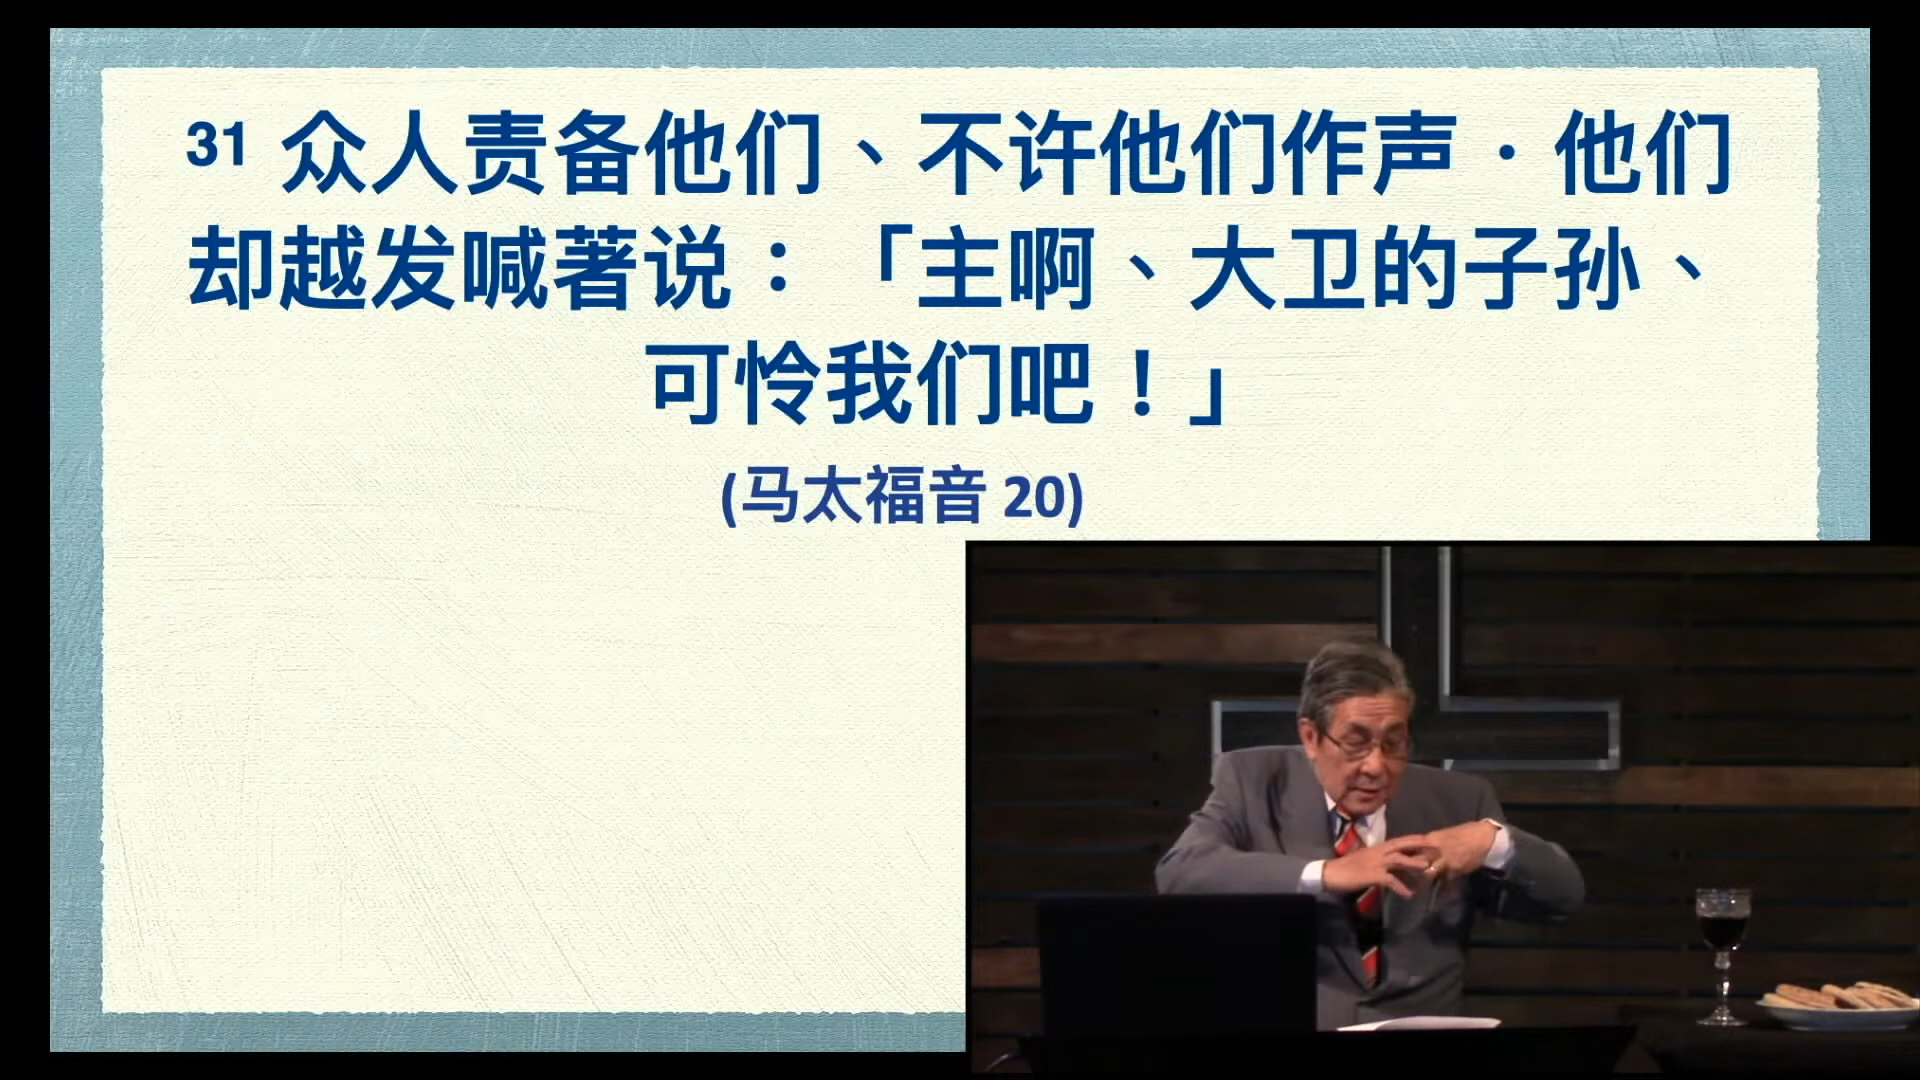 31 众人责备他们、不许他们作声．他们
却越发喊著说：「主啊、大卫的子孙、
可怜我们吧！」
(马太福音 20)